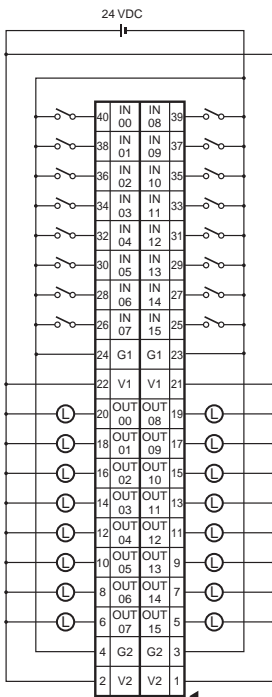 24 VDC
40 IN 00 IN 08 39
38 IN 01 IN 09 37
36 IN 02 IN 10 35
34 IN 03 IN 11 33
32 IN 04 IN 12 31
30 IN 05 IN 13 29
28 IN 06 IN 14 27
26 IN 07 IN 15 25
24 G1 G1 23
22 V1 V1 21
L 20 OUT 00 OUT 08 19 L
L 18 OUT 01 OUT 09 17 L
L 16 OUT 02 OUT 10 15 L
L 14 OUT 03 OUT 11 13 L
L 12 OUT 04 OUT 12 11 L
L 10 OUT 05 OUT 13 9 L
L 8 OUT 06 OUT 14 7 L
L 6 OUT 07 OUT 15 5 L
4 G2 G2 3
2 V2 V2 1